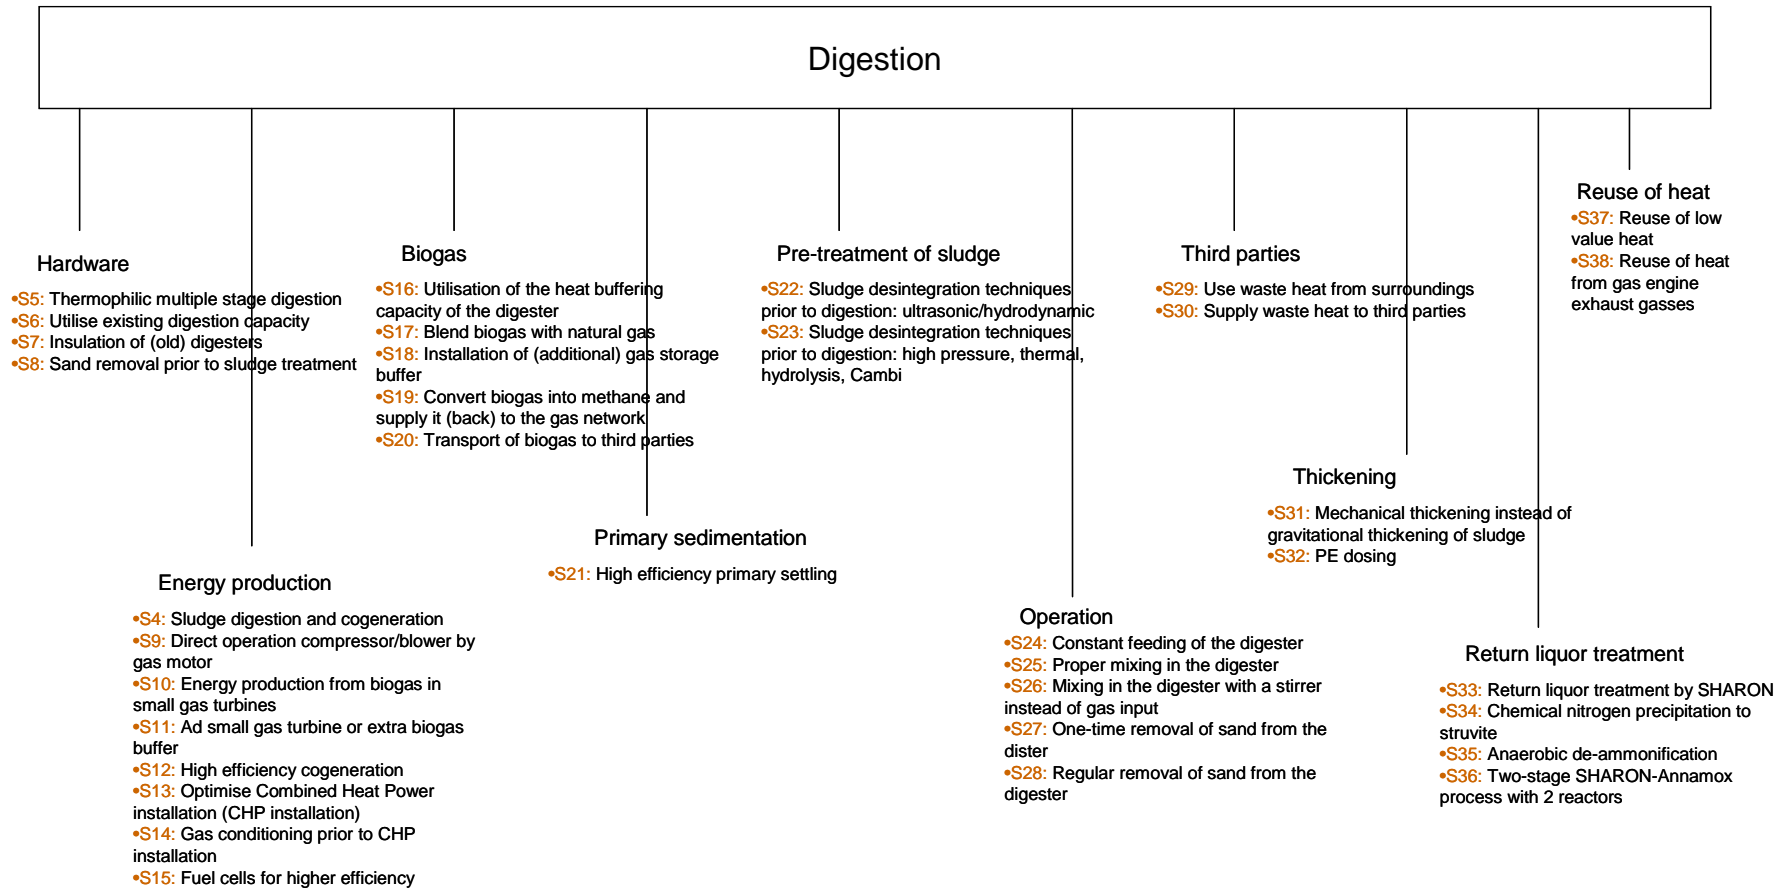 Digestion
Hardware
•S5: Thermophilic multiple stage digestion
•S6: Utilise existing digestion capacity
•S7: Insulation of (old) digesters
•S8: Sand removal prior to sludge treatment
Energy production
•S4: Sludge digestion and cogeneration
•S9: Direct operation compressor/blower by
gas motor
•S10: Energy production from biogas in
small gas turbines
•S11: Ad small gas turbine or extra biogas
buffer
•S12: High efficiency cogeneration
•S13: Optimise Combined Heat Power
installation (CHP installation)
•S14: Gas conditioning prior to CHP
installation
•S15: Fuel cells for higher efficiency
Biogas
•S16: Utilisation of the heat buffering
capacity of the digester
•S17: Blend biogas with natural gas
•S18: Installation of (additional) gas storage
buffer
•S19: Convert biogas into methane and
supply it (back) to the gas network
•S20: Transport of biogas to third parties
Primary sedimentation
•S21: High efficiency primary settling
Pre-treatment of sludge
•S22: Sludge desintegration techniques
prior to digestion: ultrasonic/hydrodynamic
•S23: Sludge desintegration techniques
prior to digestion: high pressure, thermal,
hydrolysis, Cambi
Operation
•S24: Constant feeding of the digester
•S25: Proper mixing in the digester
•S26: Mixing in the digester with a stirrer
instead of gas input
•S27: One-time removal of sand from the
dister
•S28: Regular removal of sand from the
digester
Third parties
•S29: Use waste heat from surroundings
•S30: Supply waste heat to third parties
Thickening
•S31: Mechanical thickening instead of
gravitational thickening of sludge
•S32: PE dosing
Return liquor treatment
•S33: Return liquor treatment by SHARON
•S34: Chemical nitrogen precipitation to
struvite
•S35: Anaerobic de-ammonification
•S36: Two-stage SHARON-Annamox
process with 2 reactors
Reuse of heat
•S37: Reuse of low
value heat
•S38: Reuse of heat
from gas engine
exhaust gasses